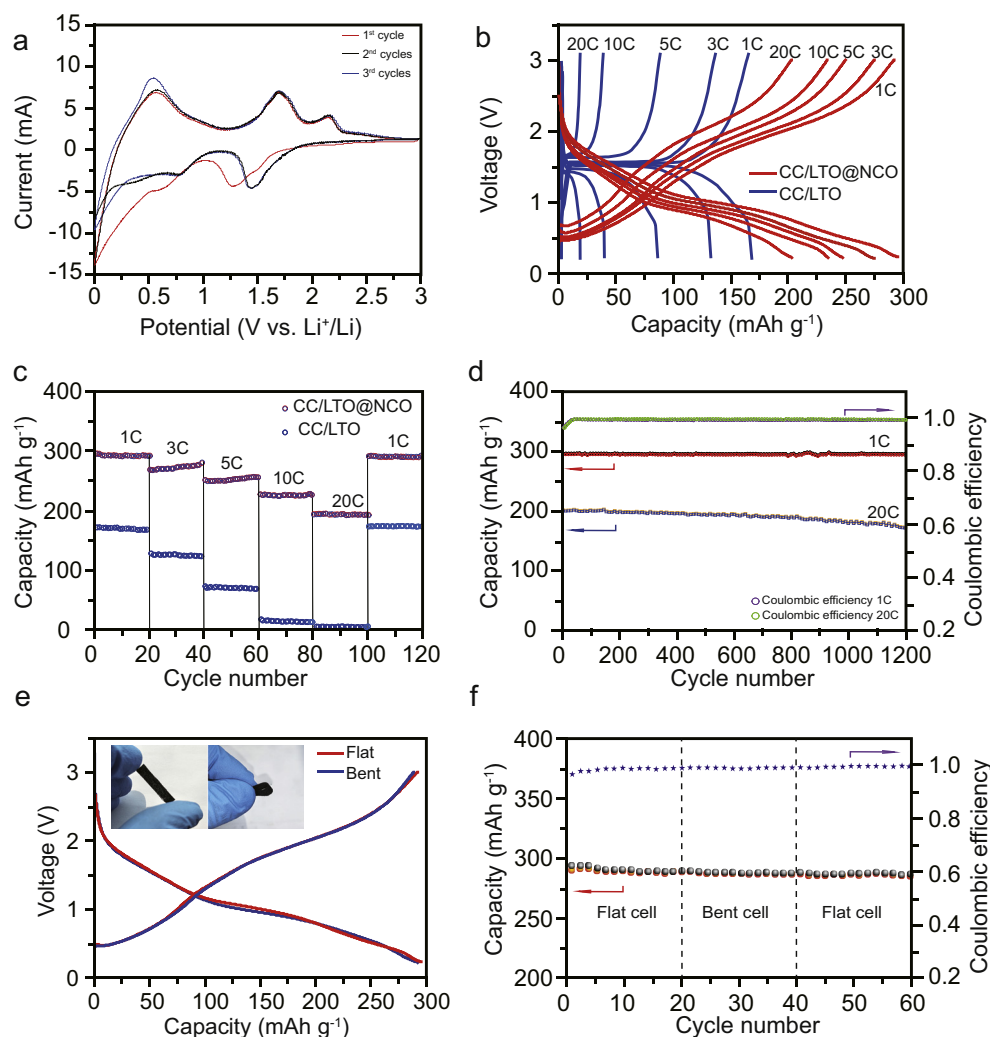 a
1st cycle
2nd cycles
3rd cycles
10
5
0
-5
-10
-15
Current (mA)
0 0.5 1 1.5 2 2.5 3
Potential (V vs. Li⁺/Li)
b
20C 10C 5C 3C 1C 20C 10C 5C 3C
1C
3
2
1
0
Voltage (V)
CC/LTO@NCO
CC/LTO
0 50 100 150 200 250 300
Capacity (mAh g⁻¹)
c
400
300
200
100
0
Capacity (mAh g⁻¹)
CC/LTO@NCO
CC/LTO
1C 3C 5C 10C 20C 1C
0 20 40 60 80 100 120
Cycle number
d
400
300
200
100
0
Capacity (mAh g⁻¹)
1C
20C
Coulombic efficiency 1C
Coulombic efficiency 20C
1.0
0.8
0.6
0.4
0.2
Coulombic efficiency
0 200 400 600 800 1000 1200
Cycle number
e
Flat
Bent
3
2
1
0
Voltage (V)
0 50 100 150 200 250 300
Capacity (mAh g⁻¹)
f
400
350
300
250
200
Capacity (mAh g⁻¹)
Flat cell Bent cell Flat cell
1.0
0.8
0.6
0.4
0.2
Coulombic efficiency
0 10 20 30 40 50 60
Cycle number